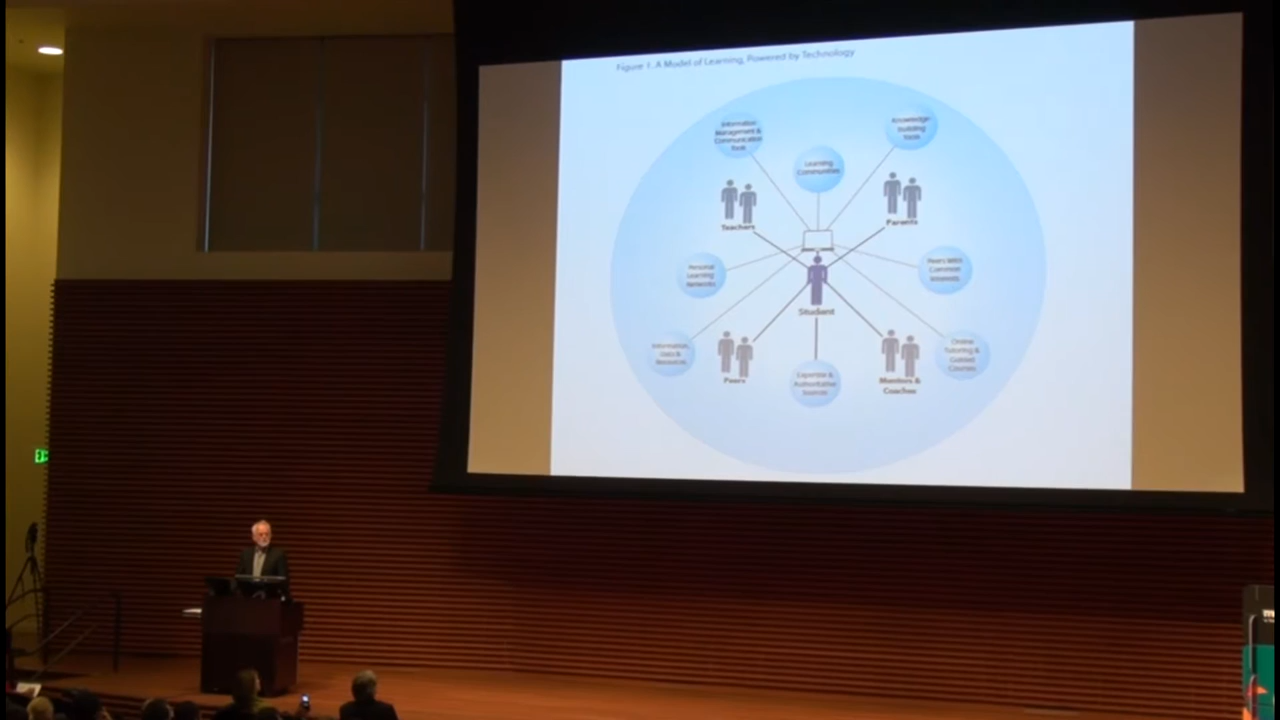 Figure 1. A Model of Learning, Powered by Technology
Information
Management &
Communication
Tools
Knowledge-
Building
Tools
Learning
Communities
Teachers
Parents
Personal
Learning
Networks
Peers With
Common
Interests
Student
Information,
Data &
Resources
Online
Tutoring &
Guided
Courses
Peers
Expertise &
Authoritative
Sources
Mentors &
Coaches